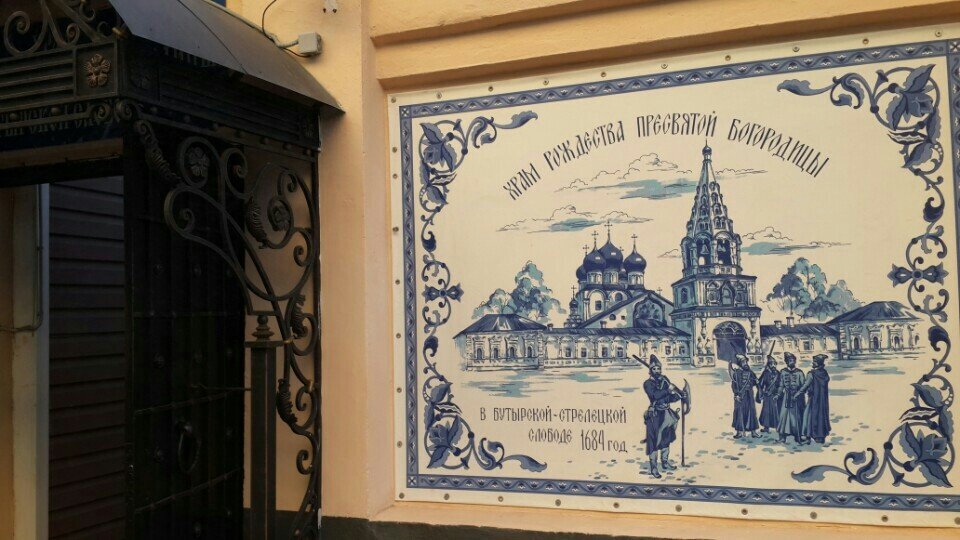 ХРАМ РОЖДЕСТВА ПРЕСВЯТОЙ БОГОРОДИЦЫ
В БУТЫРСКОЙ-СТРЕЛЕЦКОЙ
СЛОБОДЕ 1684 ГОД